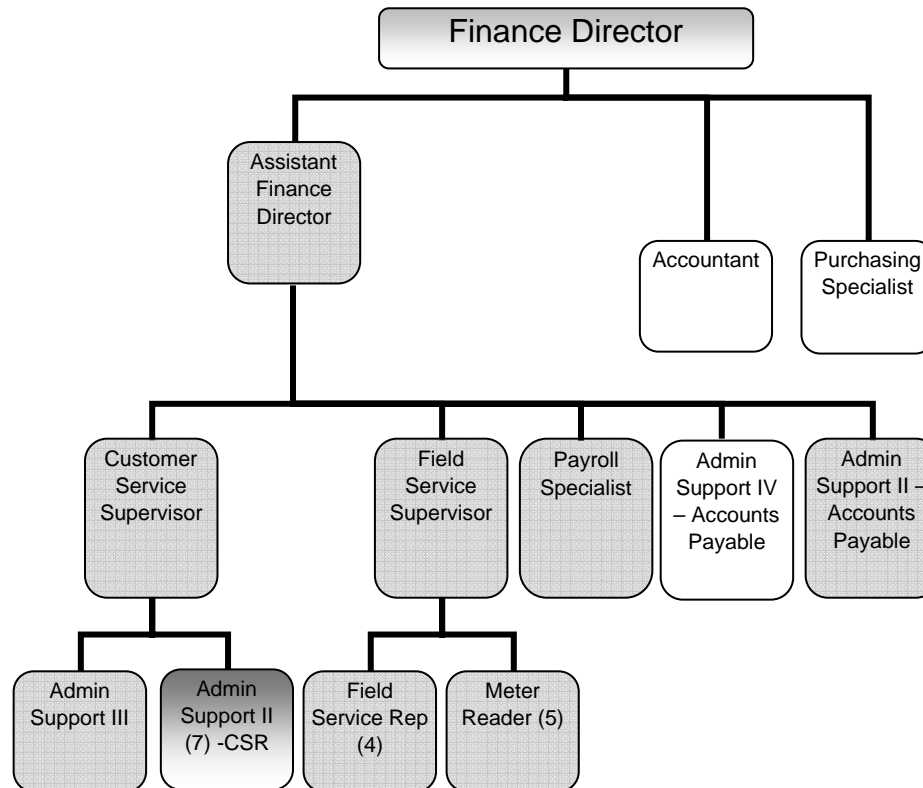 Finance Director
Assistant
Finance
Director
Accountant
Purchasing
Specialist
Customer
Service
Supervisor
Field
Service
Supervisor
Payroll
Specialist
Admin
Support IV
– Accounts
Payable
Admin
Support II –
Accounts
Payable
Admin
Support III
Admin
Support II
(7) -CSR
Field
Service Rep
(4)
Meter
Reader (5)